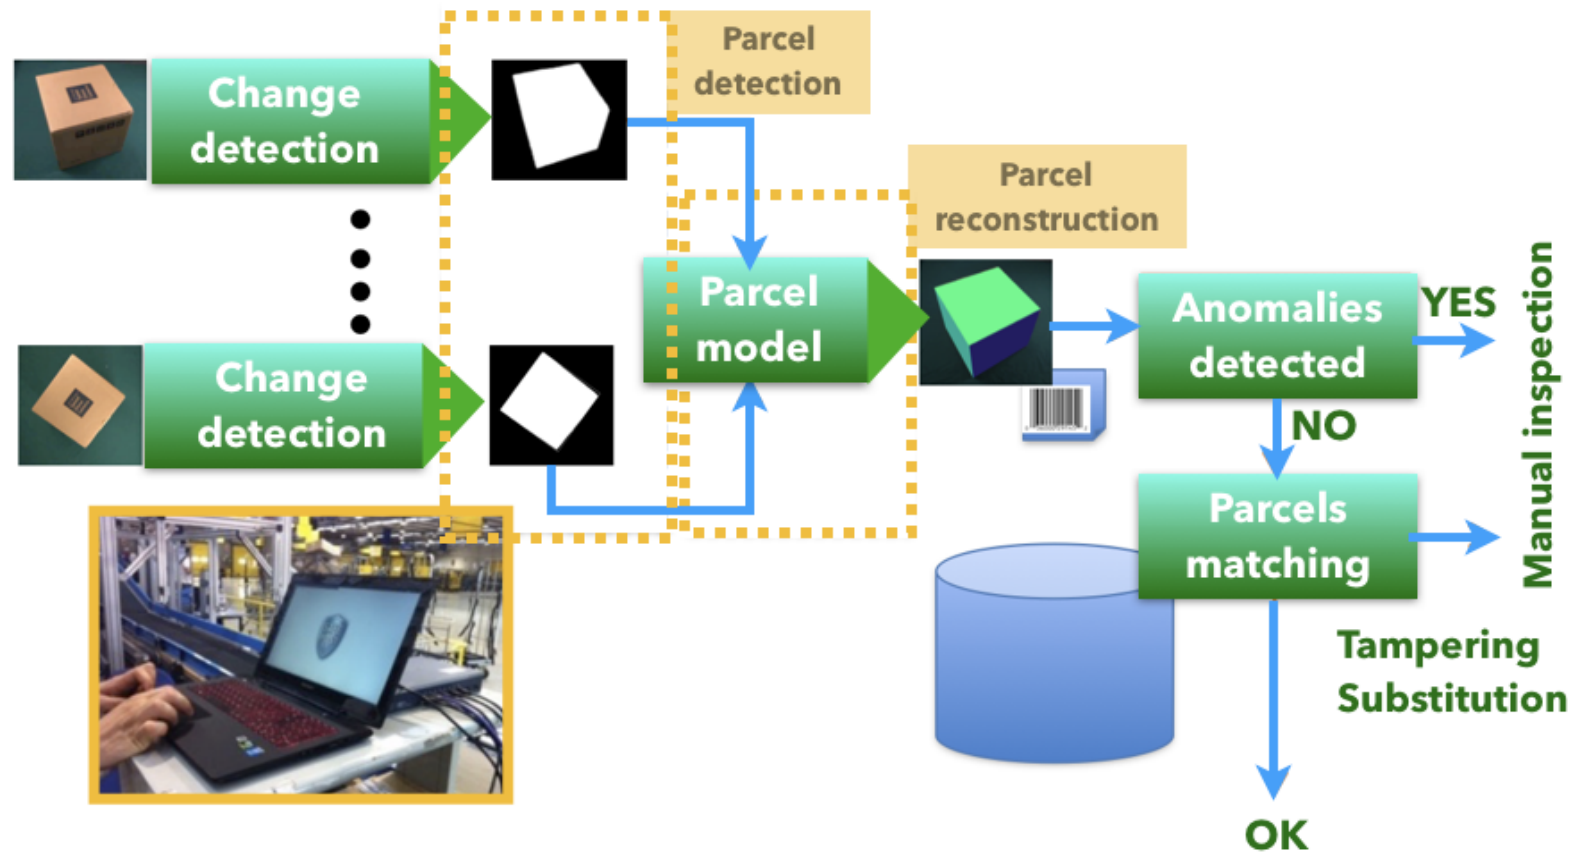 Parcel
detection
Change
detection
Parcel
reconstruction
Parcel
model
Change
detection
Anomalies
detected
YES
NO
Manual inspection
Parcels
matching
Tampering
Substitution
OK